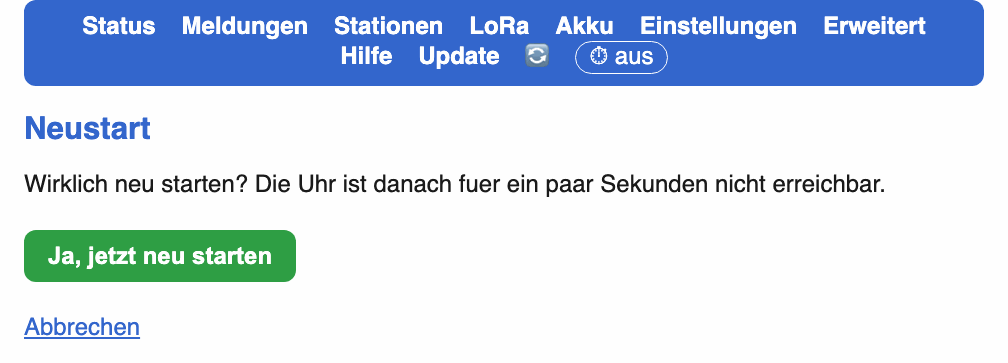 Status Meldungen Stationen LoRa Akku Einstellungen Erweitert
Hilfe Update 🔄 ⏱ aus
Neustart
Wirklich neu starten? Die Uhr ist danach fuer ein paar Sekunden nicht erreichbar.
Ja, jetzt neu starten
Abbrechen